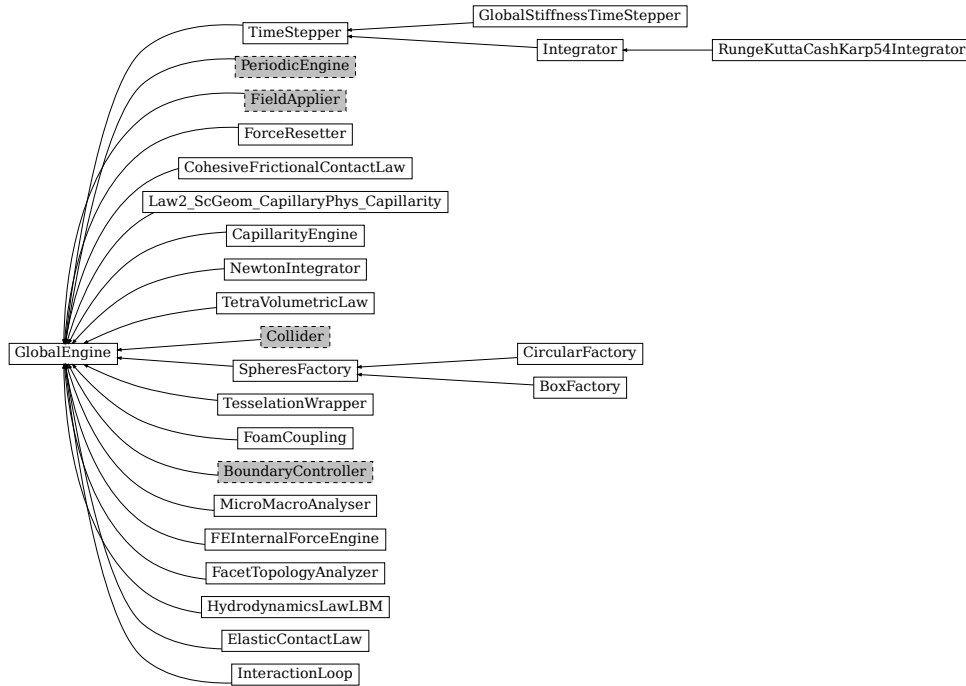 GlobalStiffnessTimeStepper
TimeStepper
Integrator
RungeKuttaCashKarp54Integrator
PeriodicEngine
FieldApplier
ForceResetter
CohesiveFrictionalContactLaw
Law2_ScGeom_CapillaryPhys_Capillarity
CapillarityEngine
NewtonIntegrator
TetraVolumetricLaw
Collider
GlobalEngine
CircularFactory
SpheresFactory
BoxFactory
TesselationWrapper
FoamCoupling
BoundaryController
MicroMacroAnalyser
FEInternalForceEngine
FacetTopologyAnalyzer
HydrodynamicsLawLBM
ElasticContactLaw
InteractionLoop